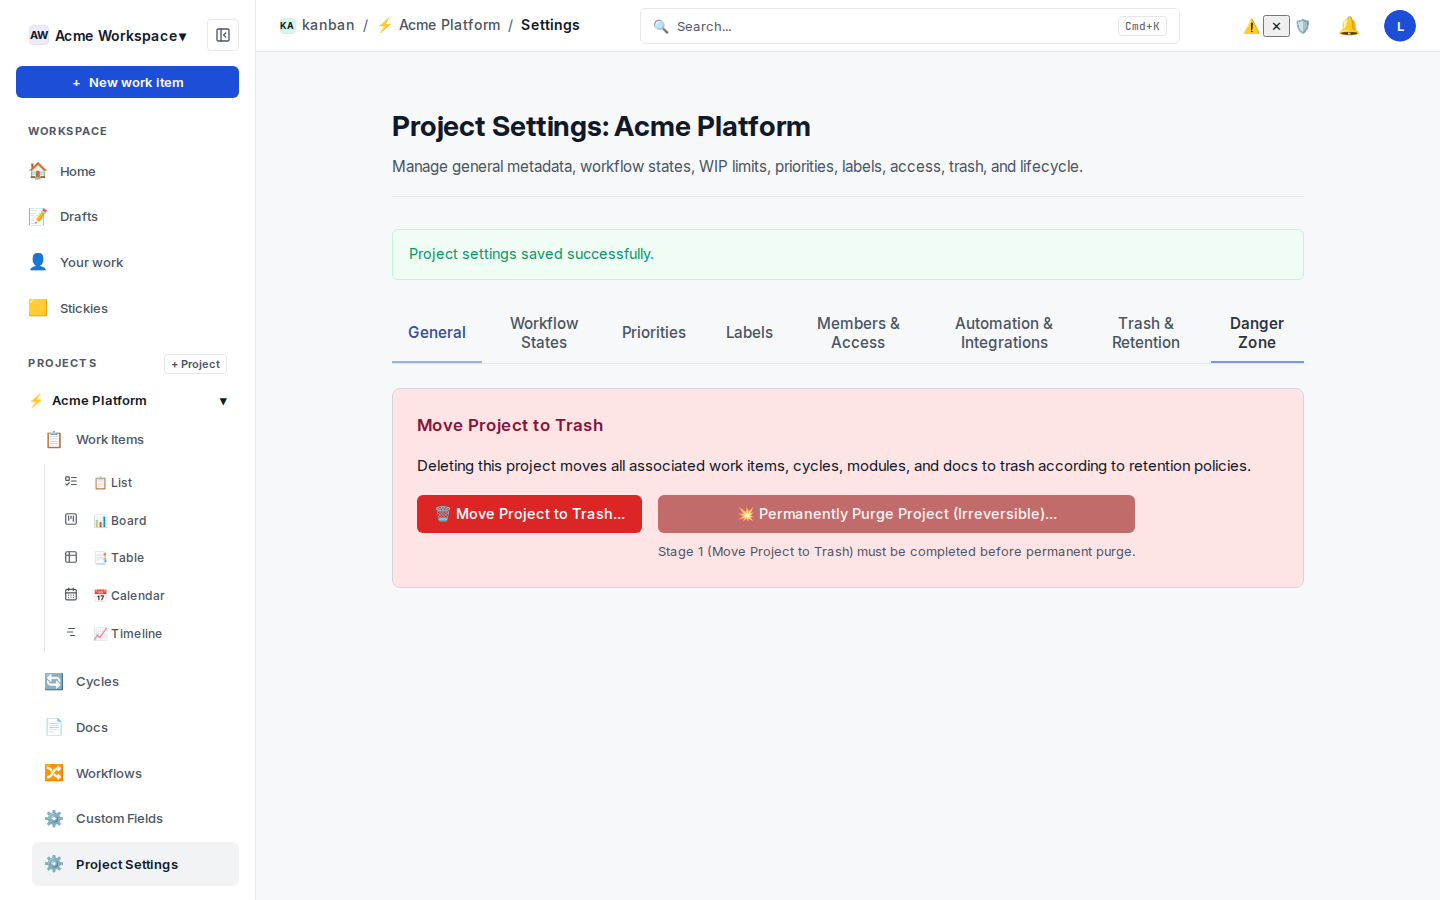 AW Acme Workspace ▾
+ New work item
WORKSPACE
🏠 Home
📝 Drafts
👤 Your work
🟨 Stickies
PROJECTS + Project
⚡ Acme Platform ▾
📋 Work Items
📋 List
📊 Board
📑 Table
📅 Calendar
📈 Timeline
🔄 Cycles
📄 Docs
🔀 Workflows
⚙️ Custom Fields
⚙️ Project Settings
KA kanban / ⚡ Acme Platform / Settings
🔍 Search... Cmd+K
⚠️ ✕ 🛡️ 🔔 L
Project Settings: Acme Platform
Manage general metadata, workflow states, WIP limits, priorities, labels, access, trash, and lifecycle.
Project settings saved successfully.
General
Workflow
States
Priorities
Labels
Members &
Access
Automation &
Integrations
Trash &
Retention
Danger
Zone
Move Project to Trash
Deleting this project moves all associated work items, cycles, modules, and docs to trash according to retention policies.
🗑️ Move Project to Trash...
💥 Permanently Purge Project (Irreversible)...
Stage 1 (Move Project to Trash) must be completed before permanent purge.